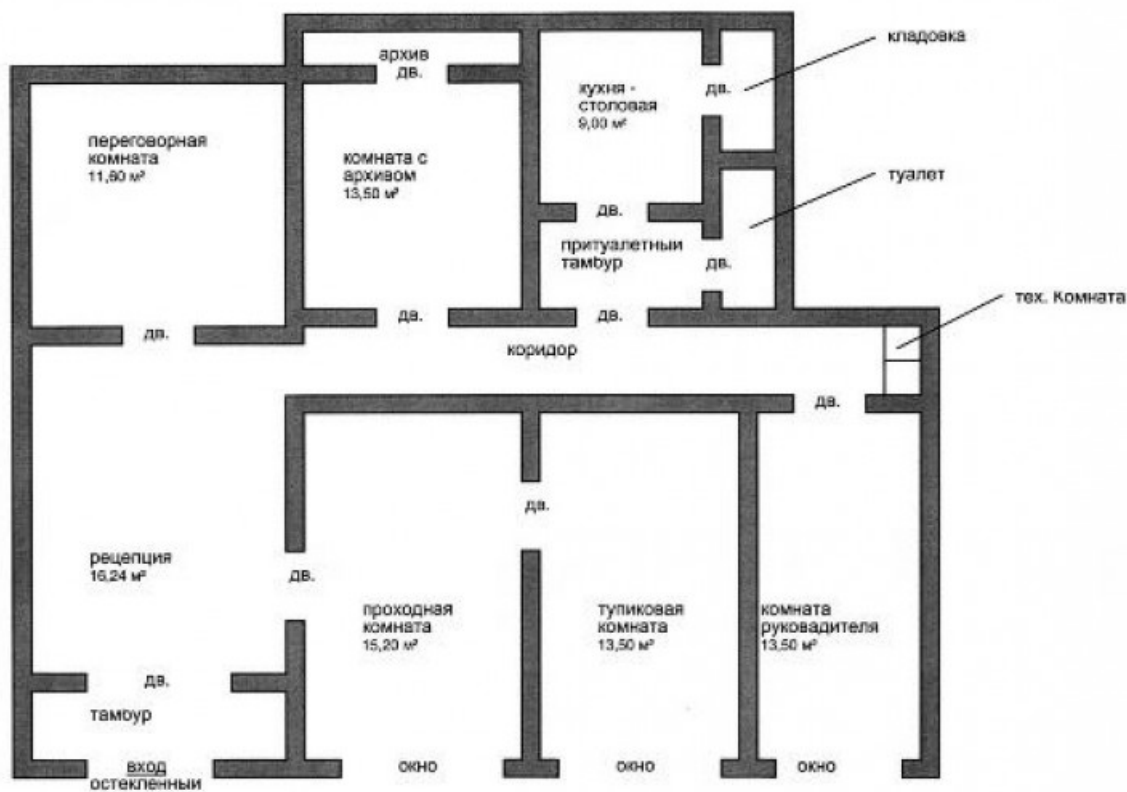 кладовка
архив
дв.
кухня -
столовая
9,00 м²
дв.
переговорная
комната
11,60 м²
комната с
архивом
13,50 м²
туалет
дв.
притуалетный
тамбур
дв.
тех. Комната
дв.
дв.
дв.
коридор
дв.
дв.
рецепция
16,24 м²
дв.
проходная
комната
15,20 м²
тупиковая
комната
13,50 м²
комната
руковадителя
13,50 м²
дв.
тамбур
вход
остекленный
окно
окно
окно